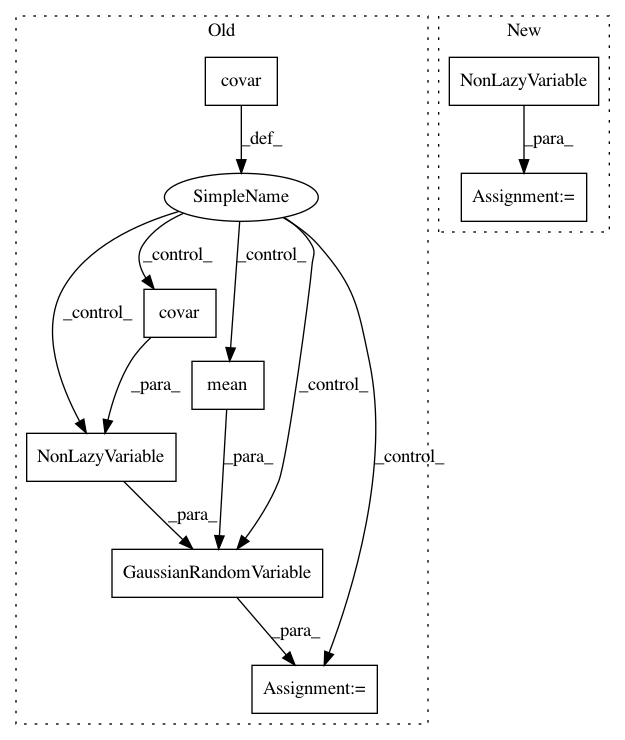 Old
New
covar
NonLazyVariable
_def_
_para_
SimpleName
Assignment:=
_control_
_control_
_control_
covar
_control_
mean
_para_
_control_
NonLazyVariable
_para_
_para_
GaussianRandomVariable
_para_
Assignment:=